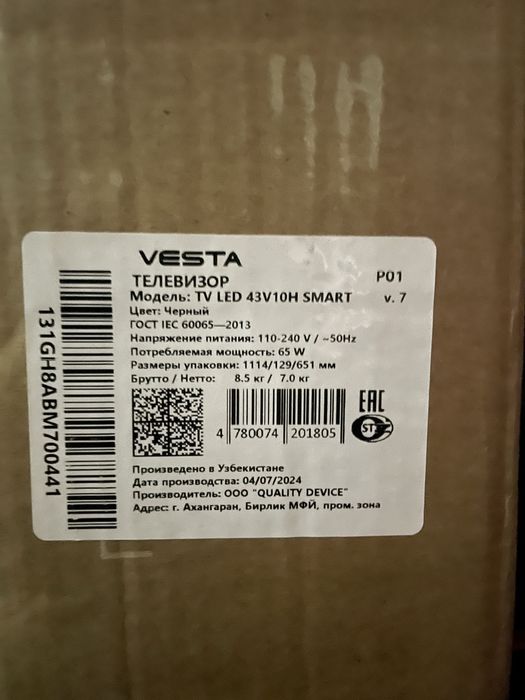 VESTA
ТЕЛЕВИЗОР P01
Модель: TV LED 43V10H SMART v. 7
Цвет: Черный
ГОСТ IEC 60065—2013
Напряжение питания: 110-240 V / ~50Hz
Потребляемая мощность: 65 W
Размеры упаковки: 1114/129/651 мм
Брутто / Нетто: 8.5 кг / 7.0 кг
EAC
ST
4 780074 201805
131GH8ABM700441
Произведено в Узбекистане
Дата производства: 04/07/2024
Производитель: ООО "QUALITY DEVICE"
Адрес: г. Ахангаран, Бирлик МФЙ, пром. зона